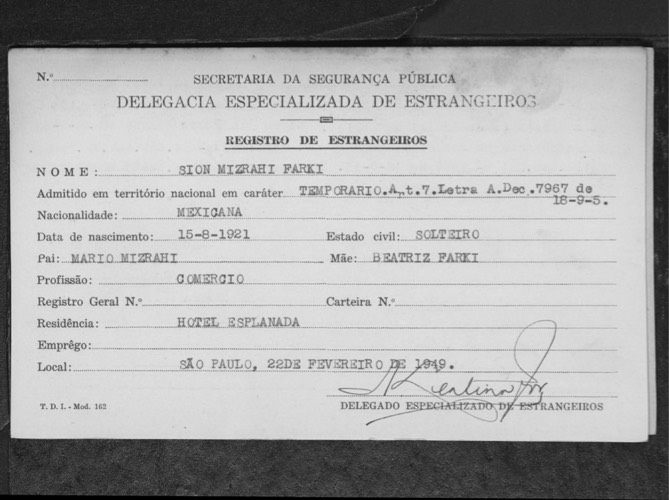 N.º
SECRETARIA DA SEGURANÇA PÚBLICA
DELEGACIA ESPECIALIZADA DE ESTRANGEIROS
REGISTRO DE ESTRANGEIROS
NOME: SION MIZRAHI FARKI
Admitido em território nacional em caráter TEMPORARIO.A,t.7.Letra A.Dec.7967 de
18-9-5.
Nacionalidade: MEXICANA
Data de nascimento: 15-8-1921 Estado civil: SOLTEIRO
Pai: MARIO MIZRAHI Mãe: BEATRIZ FARKI
Profissão: COMERCIO
Registro Geral N.º Carteira N.º
Residência: HOTEL ESPLANADA
Emprêgo:
Local: SÃO PAULO, 22DE FEVEREIRO DE 1949.
DELEGADO ESPECIALIZADO DE ESTRANGEIROS
T. D. I. - Mod. 162